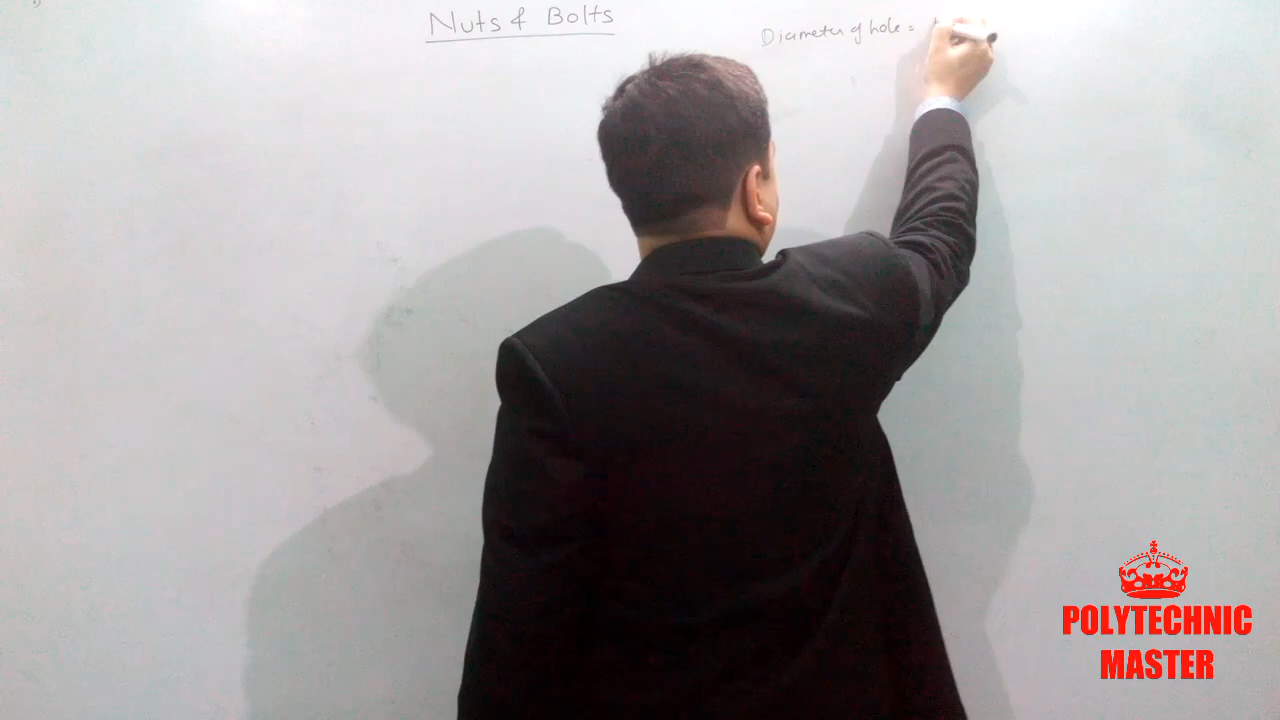 Nuts & Bolts
Diameter of hole =
POLYTECHNIC
MASTER